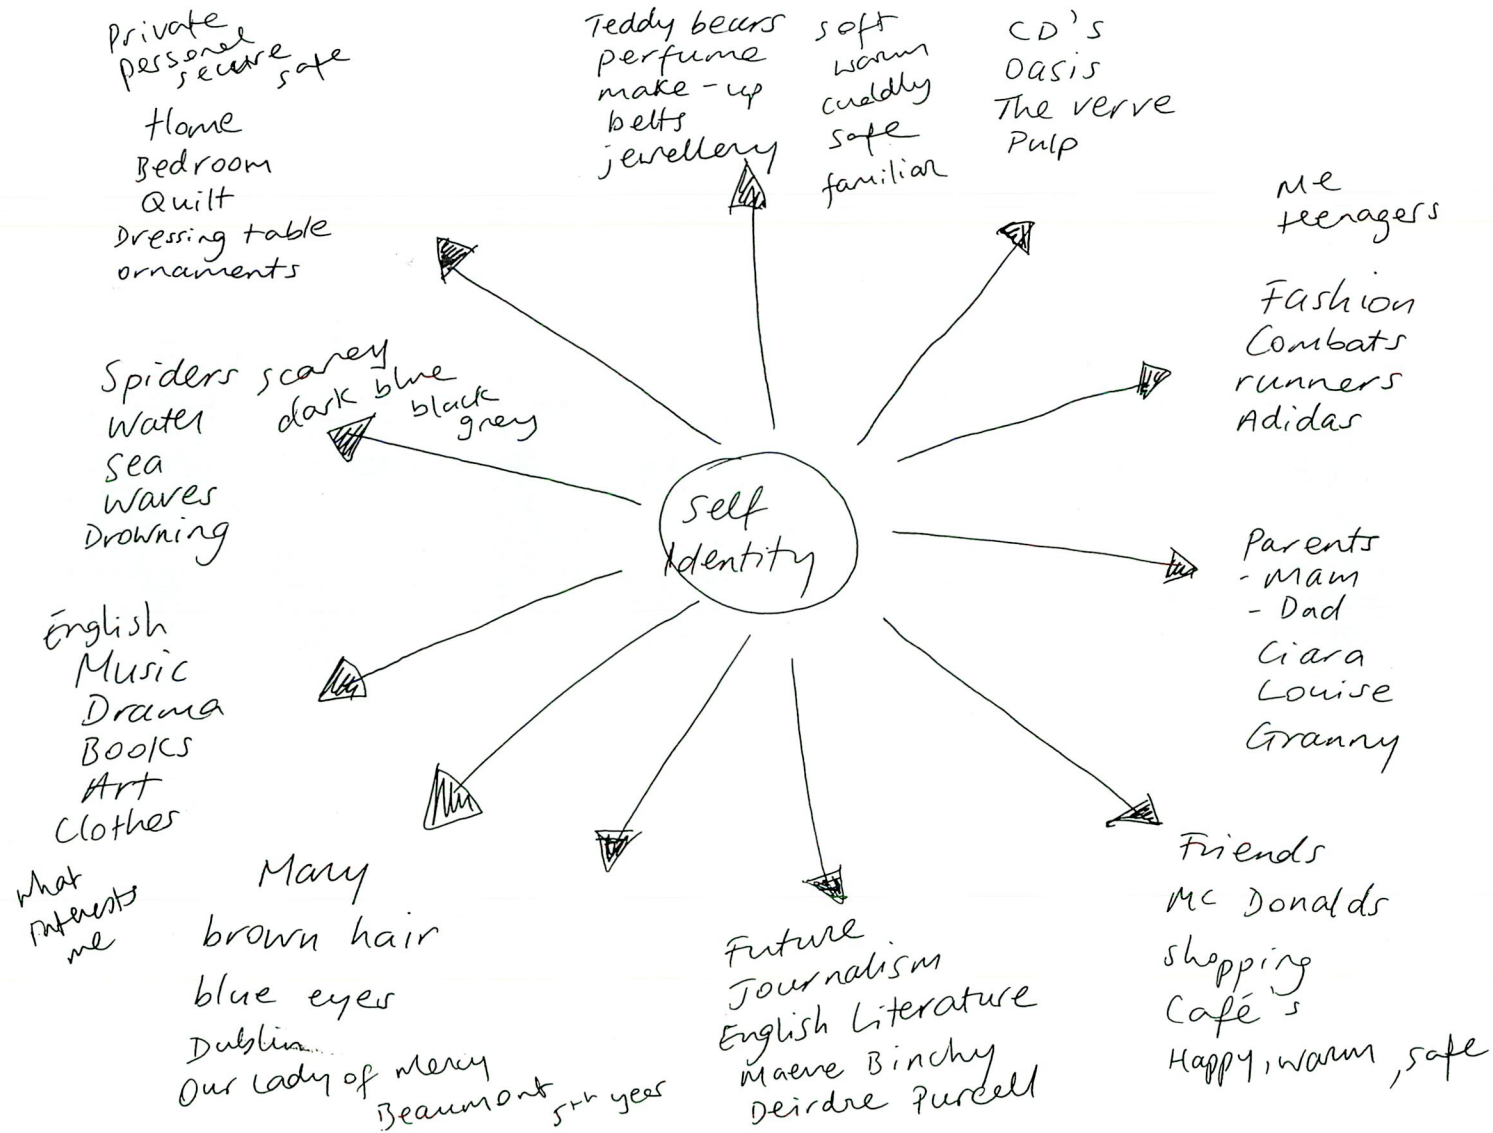 Private
personal
secure
safe
Home
Bedroom
Quilt
Dressing table
ornaments
Teddy bears
perfume
make-up
belts
jewellery
soft
warm
cuddly
safe
familiar
CD's
Oasis
The verve
Pulp
Me
teenagers
Fashion
Combats
runners
Adidas
Spiders scarey
dark blue
black
grey
Water
Sea
waves
Drowning
Self
Identity
Parents
- Mam
- Dad
Ciara
Louise
Granny
English
Music
Drama
Books
Art
Clothes
what
interests
me
Mary
brown hair
blue eyes
Dublin
Our Lady of Mercy
Beaumont 5th year
Future
Journalism
English Literature
Maeve Binchy
Deirdre Purcell
Friends
Mc Donalds
shopping
Café's
Happy, warm, safe